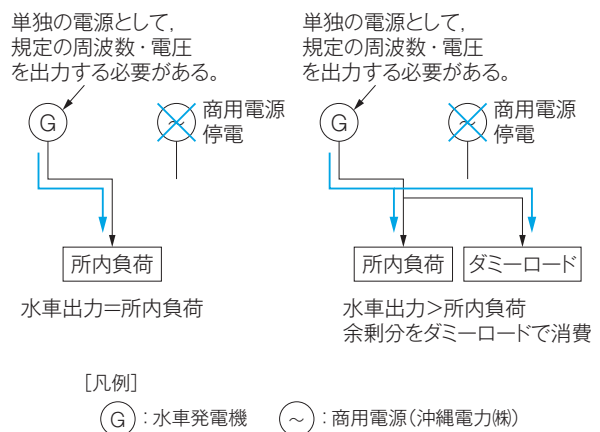 単独の電源として,
規定の周波数・電圧
を出力する必要がある。
G
~
商用電源
停電
所内負荷
水車出力=所内負荷
単独の電源として,
規定の周波数・電圧
を出力する必要がある。
G
~
商用電源
停電
所内負荷
ダミーロード
水車出力>所内負荷
余剰分をダミーロードで消費
[凡例]
G : 水車発電機 ~ : 商用電源(沖縄電力㈱)